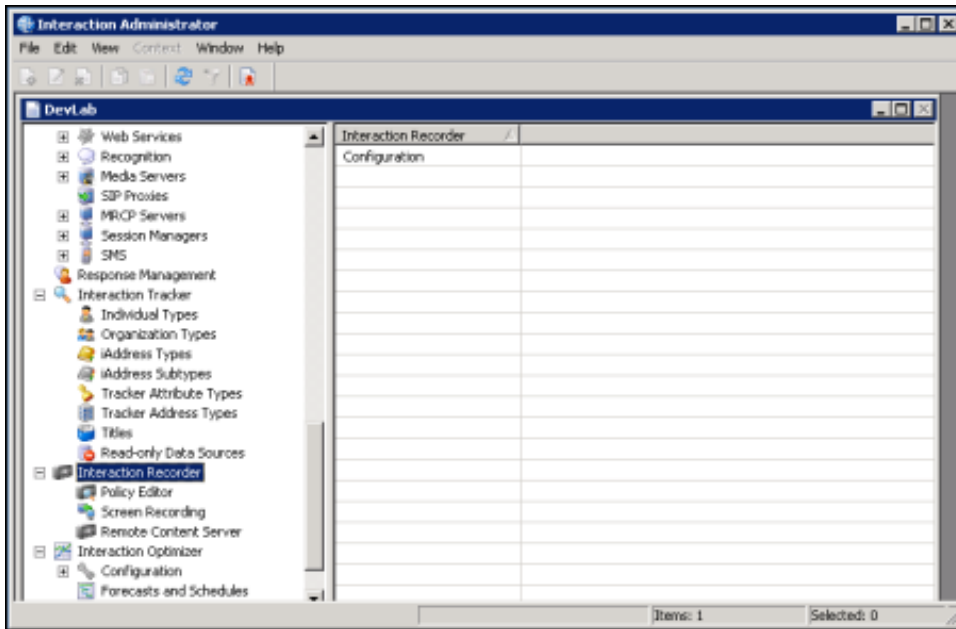 Interaction Administrator
File Edit View Context Window Help
DevLab
Web Services
Recognition
Media Servers
SIP Proxies
MRCP Servers
Session Managers
SMS
Response Management
Interaction Tracker
Individual Types
Organization Types
iAddress Types
iAddress Subtypes
Tracker Attribute Types
Tracker Address Types
Titles
Read-only Data Sources
Interaction Recorder
Policy Editor
Screen Recording
Remote Content Server
Interaction Optimizer
Configuration
Forecasts and Schedules
Interaction Recorder
Configuration
Items: 1 Selected: 0